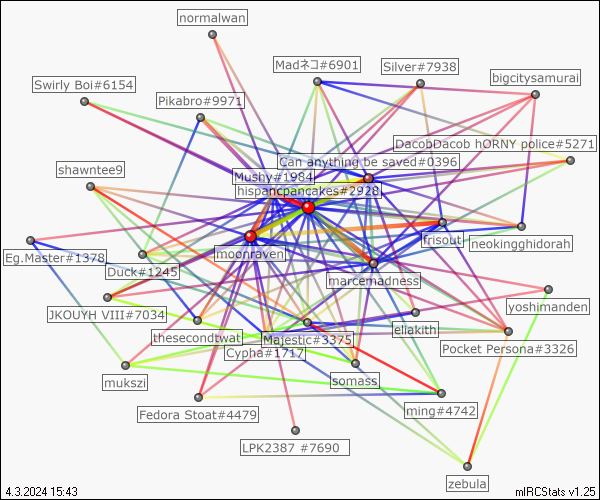 normalwan
Madネコ#6901
Silver#7938
bigcitysamurai
Swirly Boi#6154
Pikabro#9971
DacobDacob hORNY police#5271
Can anything be saved#0396
shawntee9
Mushy#1984
hispancpancakes#2928
frisout
neokingghidorah
moonraven
Eg.Master#1378
Duck#1245
marcemadness
yoshimanden
JKOUYH VIII#7034
ellakith
thesecondtwat
Majestic#3375
Pocket Persona#3326
Cypha#1717
mukszi
somass
Fedora Stoat#4479
ming#4742
LPK2387 #7690
zebula
4.3.2024 15:43
mIRCStats v1.25